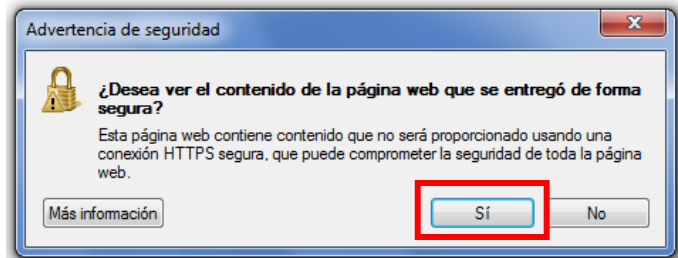 Advertencia de seguridad
¿Desea ver el contenido de la página web que se entregó de forma
segura?
Esta página web contiene contenido que no será proporcionado usando una
conexión HTTPS segura, que puede comprometer la seguridad de toda la página
web.
Más información Sí No